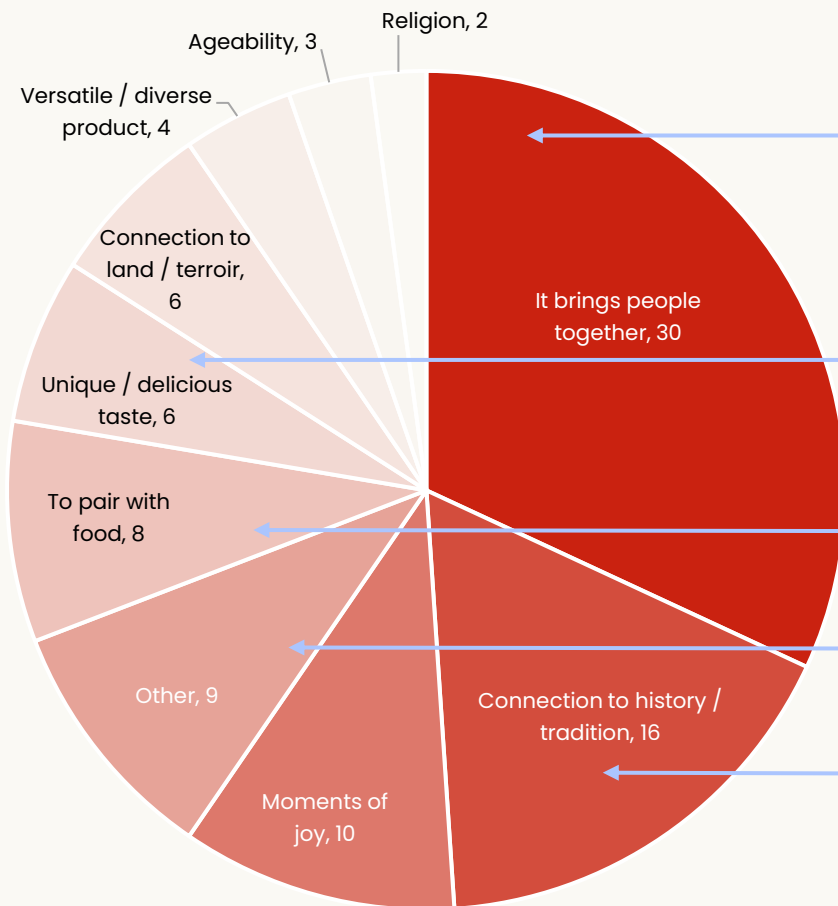 Religion, 2
Ageability, 3
Versatile / diverse
product, 4
Connection to
land / terroir,
6
It brings people
together, 30
Unique / delicious
taste, 6
To pair with
food, 8
Other, 9
Connection to history /
tradition, 16
Moments of
joy, 10